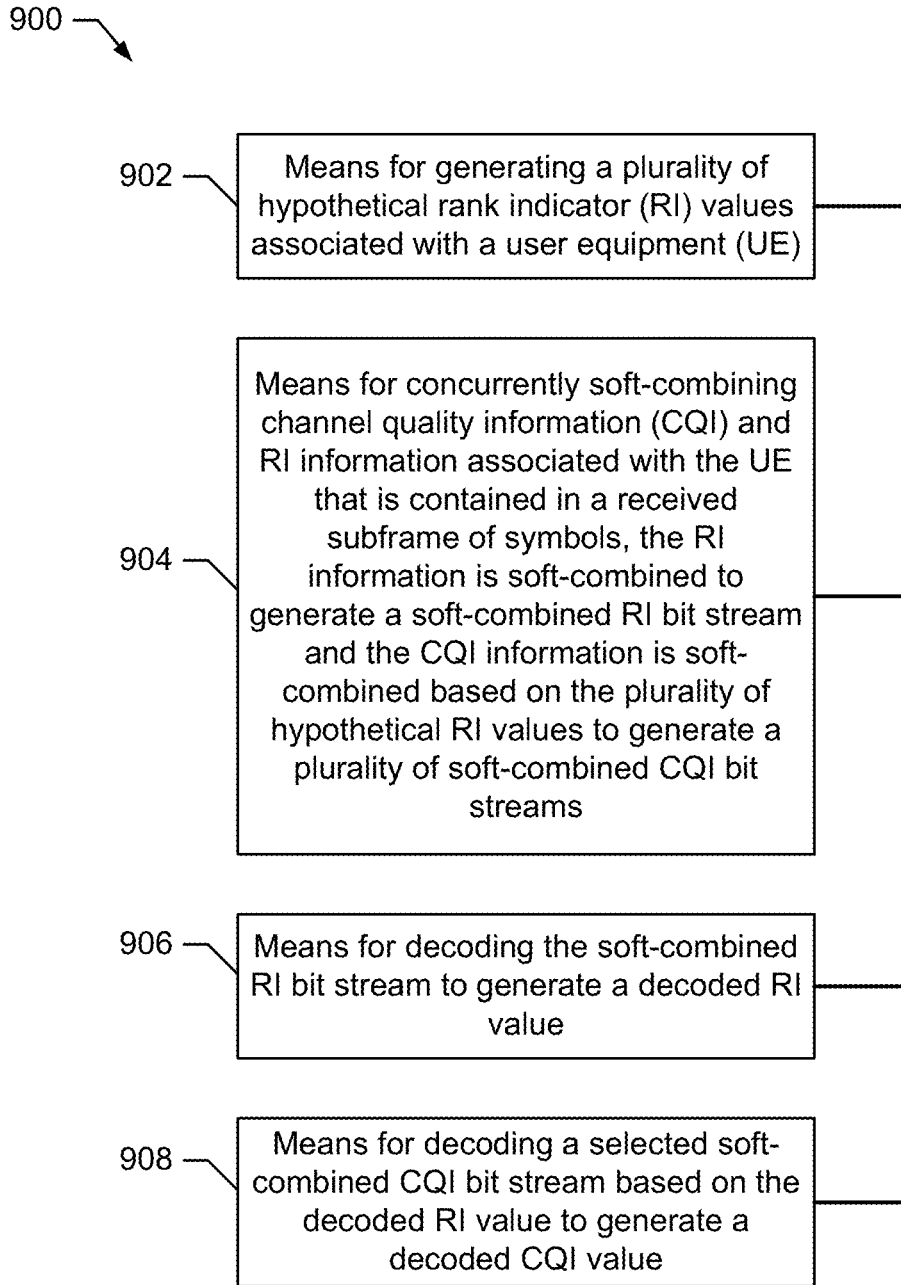 900
902
Means for generating a plurality of
hypothetical rank indicator (RI) values
associated with a user equipment (UE)
904
Means for concurrently soft-combining
channel quality information (CQI) and
RI information associated with the UE
that is contained in a received
subframe of symbols, the RI
information is soft-combined to
generate a soft-combined RI bit stream
and the CQI information is soft-
combined based on the plurality of
hypothetical RI values to generate a
plurality of soft-combined CQI bit
streams
906
Means for decoding the soft-combined
RI bit stream to generate a decoded RI
value
908
Means for decoding a selected soft-
combined CQI bit stream based on the
decoded RI value to generate a
decoded CQI value